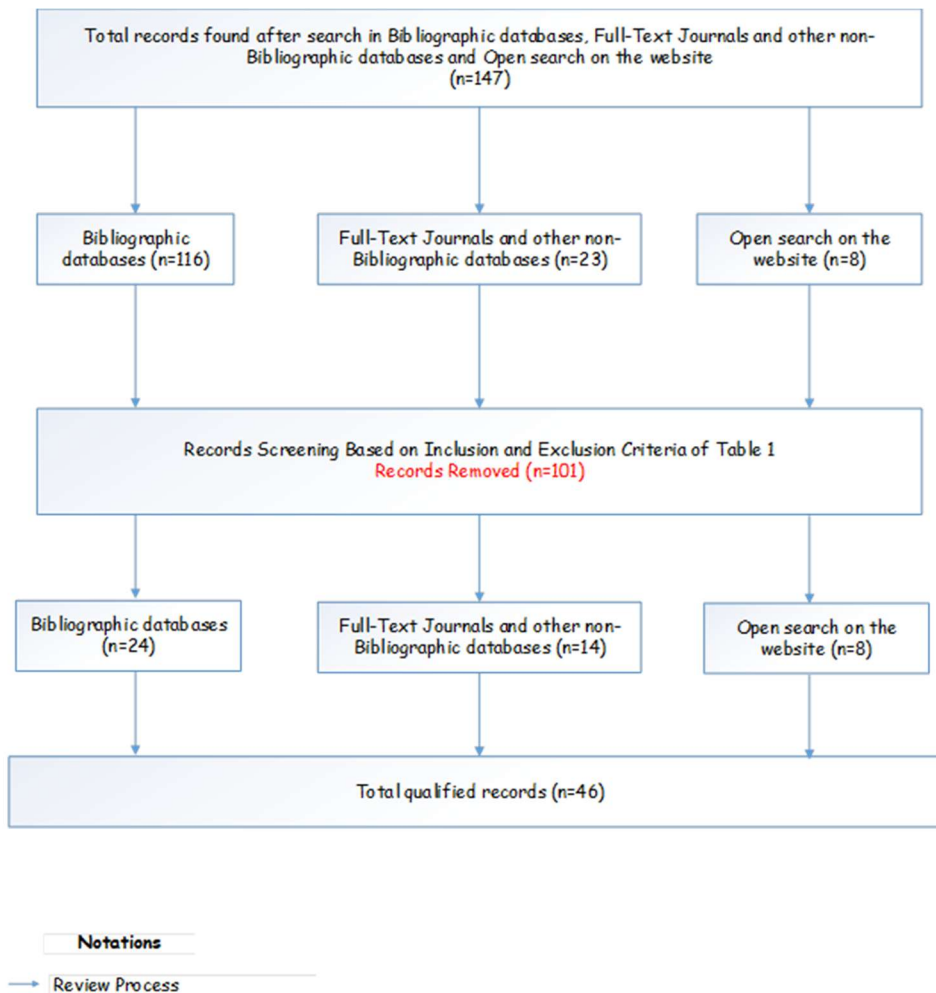 Total records found after search in Bibliographic databases, Full-Text Journals and other non-
Bibliographic databases and Open search on the website
(n=147)
Bibliographic
databases (n=116)
Full-Text Journals and other non-
Bibliographic databases (n=23)
Open search on the
website (n=8)
Records Screening Based on Inclusion and Exclusion Criteria of Table 1
Records Removed (n=101)
Bibliographic databases
(n=24)
Full-Text Journals and other non-
Bibliographic databases (n=14)
Open search on the
website (n=8)
Total qualified records (n=46)
Notations
Review Process